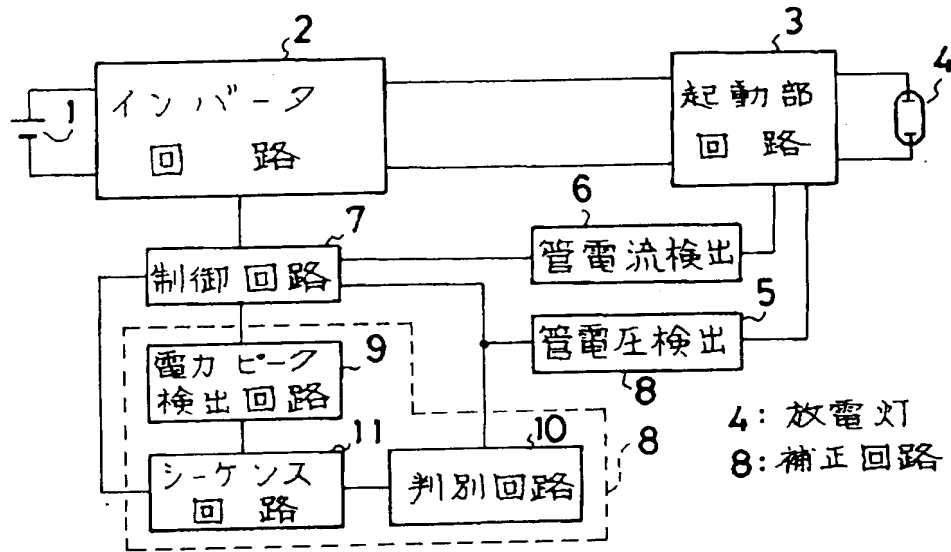 2
3
4
1
インバータ
回路
起動部
回路
6
7
管電流検出
制御回路
5
管電圧検出
8
9
電力ピーク
検出回路
11
10
8
シーケンス
回路
判別回路
4: 放電灯
8: 補正回路